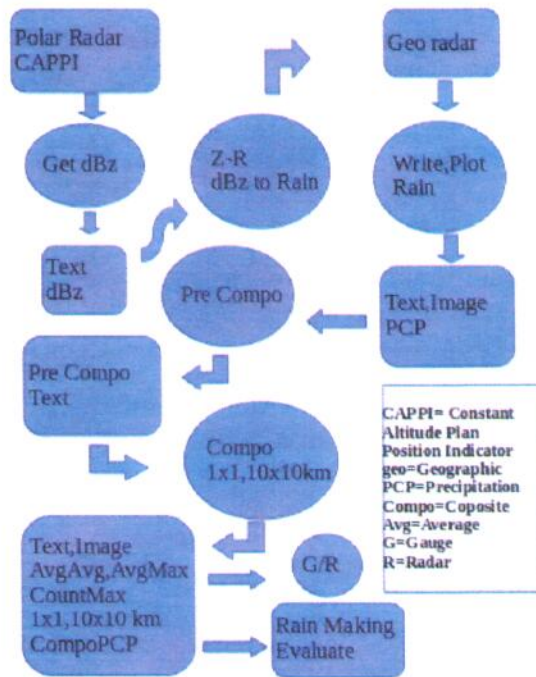 Polar Radar
CAPPI
Get dBz
Text
dBz
Z-R
dBz to Rain
Geo radar
Write,Plot
Rain
Text,Image
PCP
Pre Compo
Pre Compo
Text
Compo
1x1,10x10km
Text,Image
AvgAvg,AvgMax
CountMax
1x1,10x10 km
CompoPCP
G/R
Rain Making
Evaluate
CAPPI= Constant
Altitude Plan
Position Indicator
geo=Geographic
PCP=Precipitation
Compo=Coposite
Avg=Average
G=Gauge
R=Radar